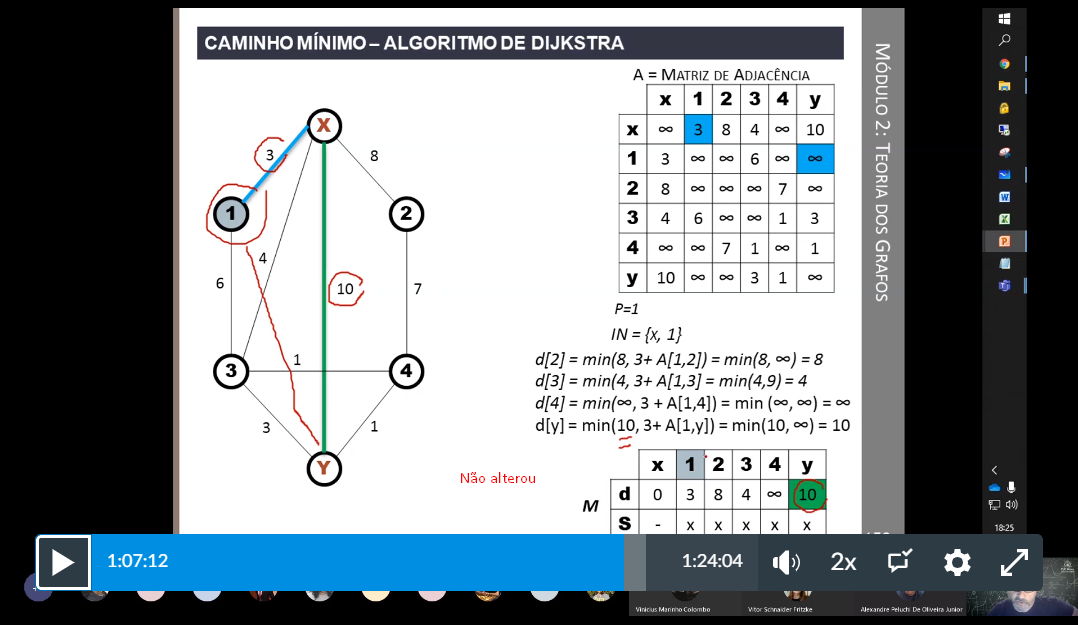 CAMINHO MÍNIMO – ALGORITMO DE DIJKSTRA
MÓDULO 2: TEORIA DOS GRAFOS
A = MATRIZ DE ADJACÊNCIA
x 1 2 3 4 y
x ∞ 3 8 4 ∞ 10
1 3 ∞ ∞ 6 ∞ ∞
2 8 ∞ ∞ ∞ 7 ∞
3 4 6 ∞ ∞ 1 3
4 ∞ ∞ 7 1 ∞ 1
y 10 ∞ ∞ 3 1 ∞
X
3
8
1
2
4
6
10
7
1
3
4
3
1
Y
P=1
IN = {x, 1}
d[2] = min(8, 3+ A[1,2]) = min(8, ∞) = 8
d[3] = min(4, 3+ A[1,3] = min(4,9) = 4
d[4] = min(∞, 3 + A[1,4]) = min (∞, ∞) = ∞
d[y] = min(10, 3+ A[1,y]) = min(10, ∞) = 10
Não alterou
M
x 1 2 3 4 y
d 0 3 8 4 ∞ 10
S - x x x x x
18:25
1:07:12
1:24:04
2x
Vinicius Marinho Colombo
Vitor Schnaider Fritzke
Alexandre Peluchi De Oliveira Junior